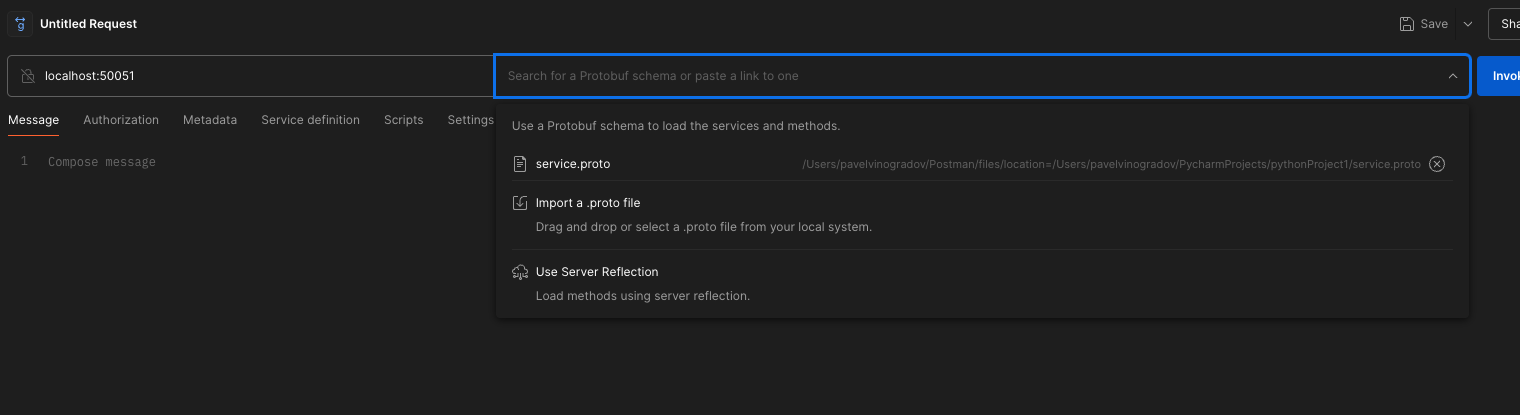 Untitled Request
Save
Sha
localhost:50051
Search for a Protobuf schema or paste a link to one
Invok
Message Authorization Metadata Service definition Scripts Settings
Use a Protobuf schema to load the services and methods.
1 Compose message
service.proto /Users/pavelvinogradov/Postman/files/location=/Users/pavelvinogradov/PycharmProjects/pythonProject1/service.proto
Import a .proto file
Drag and drop or select a .proto file from your local system.
Use Server Reflection
Load methods using server reflection.